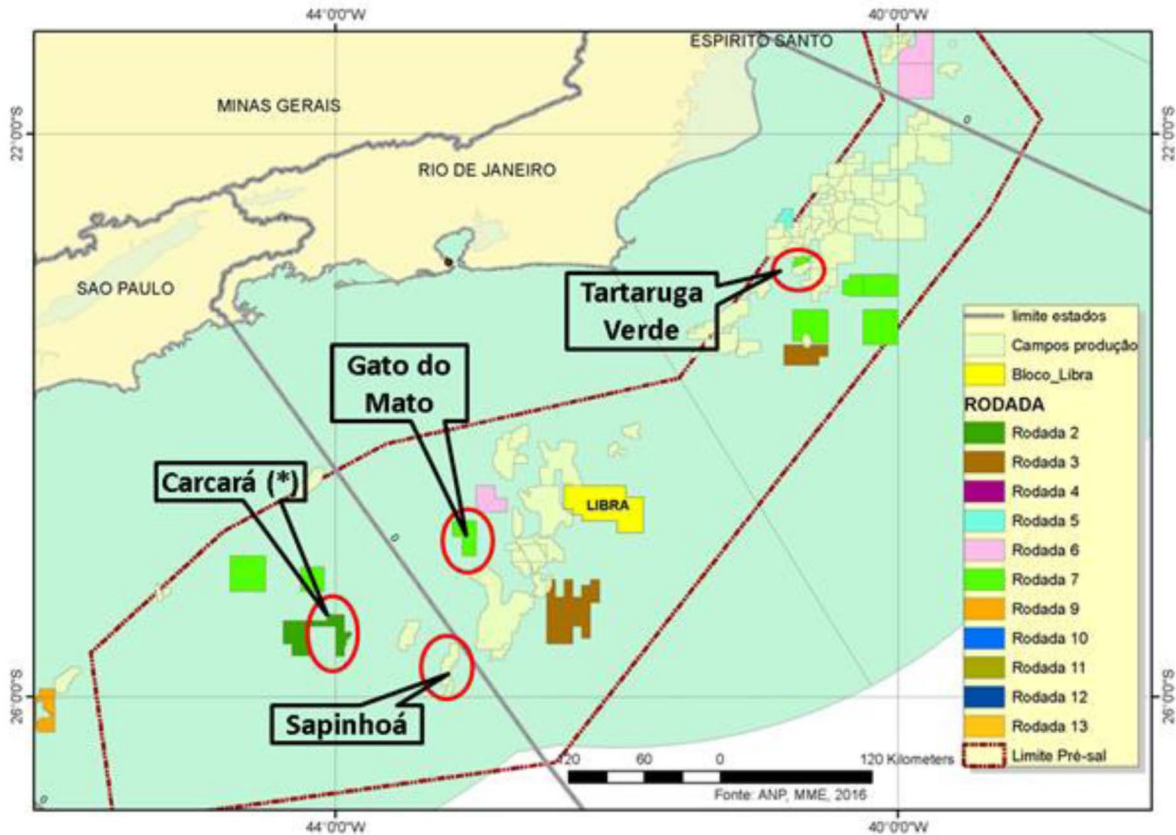 44°0'0"W
40°0'0"W
ESPIRITO SANTO
MINAS GERAIS
0
22°0'0"S
22°0'0"S
RIO DE JANEIRO
SAO PAULO
Tartaruga
Verde
limite estados
Campos produção
Bloco_Libra
RODADA
Rodada 2
Rodada 3
Rodada 4
Rodada 5
Rodada 6
Rodada 7
Rodada 9
Rodada 10
Rodada 11
Rodada 12
Rodada 13
Limite Pré-sal
Gato do
Mato
Carcará (*)
LIBRA
0
Sapinhoá
26°0'0"S
26°0'0"S
60
0
120 Kilometers
Fonte: ANP, MME, 2016
0
44°0'0"W
40°0'0"W